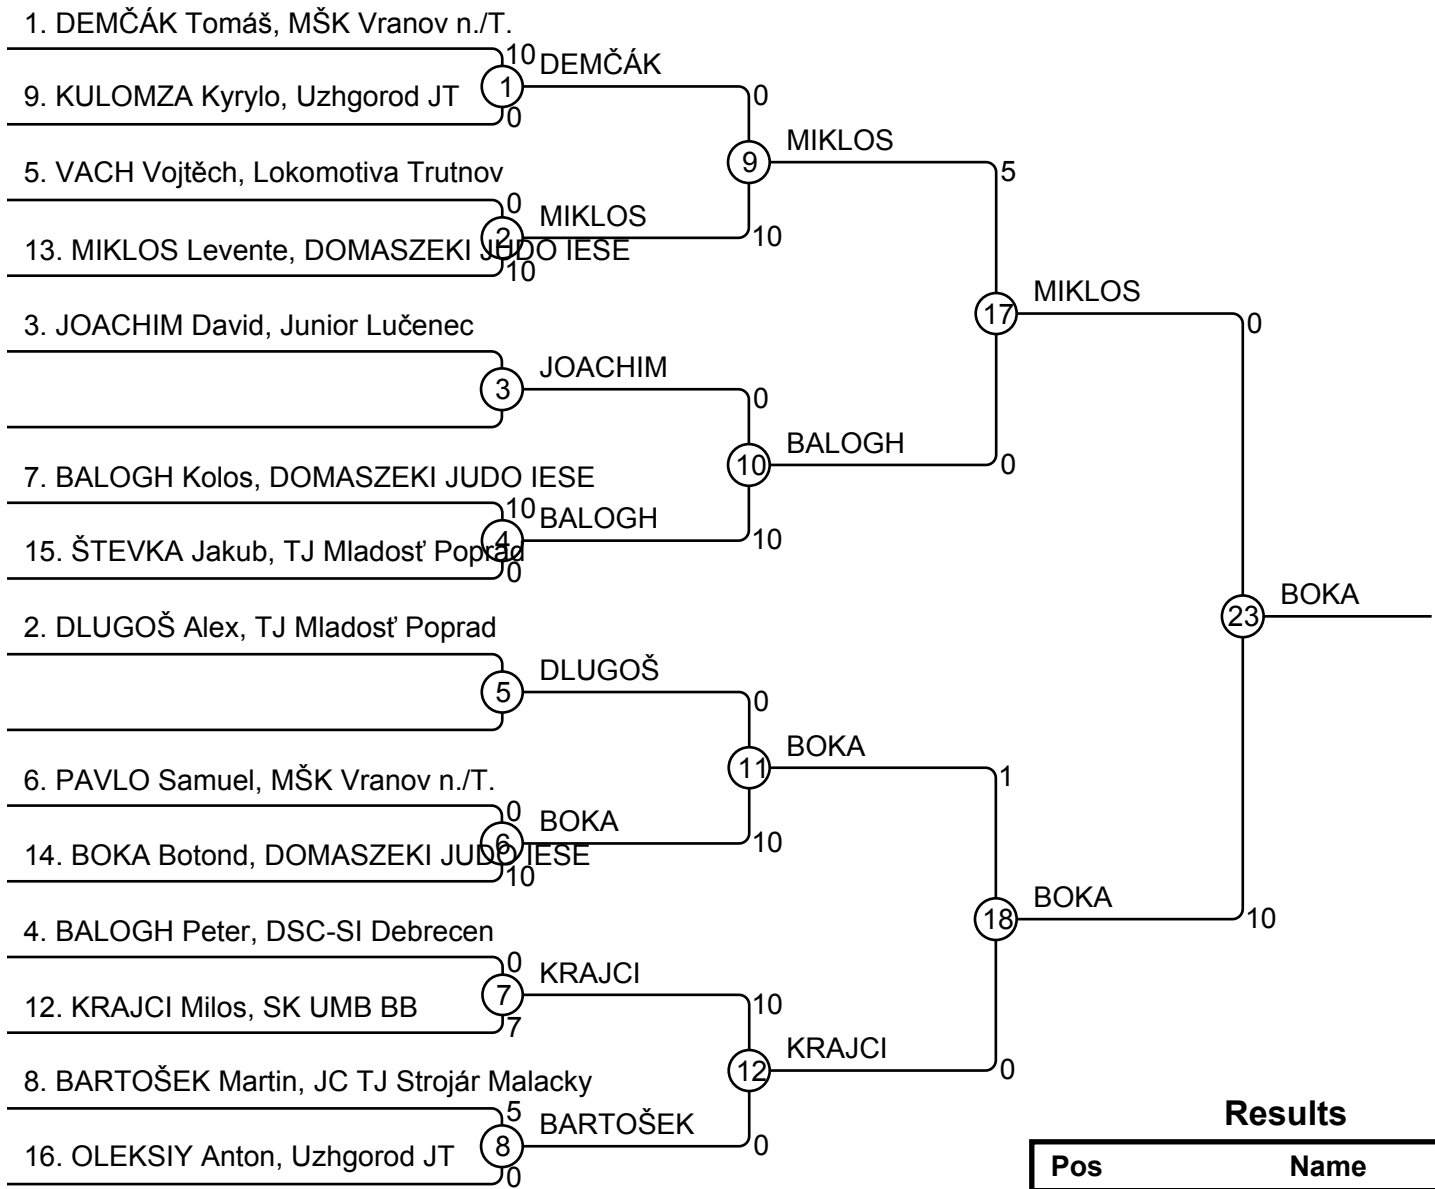 1. DEMČÁK Tomáš, MŠK Vranov n./T.
10
DEMČÁK
1
9. KULOMZA Kyrylo, Uzhgorod JT
0
0
MIKLOS
9
5
5. VACH Vojtěch, Lokomotiva Trutnov
0
MIKLOS
2
10
13. MIKLOS Levente, DOMASZEKI JUDO IESE
10
MIKLOS
17
0
3. JOACHIM David, Junior Lučenec
JOACHIM
3
0
BALOGH
10
0
7. BALOGH Kolos, DOMASZEKI JUDO IESE
10
BALOGH
4
10
15. ŠTEVKA Jakub, TJ Mladosť Poprad
0
BOKA
23
2. DLUGOŠ Alex, TJ Mladosť Poprad
DLUGOŠ
5
0
BOKA
11
1
6. PAVLO Samuel, MŠK Vranov n./T.
0
BOKA
6
10
14. BOKA Botond, DOMASZEKI JUDO IESE
10
BOKA
18
10
4. BALOGH Peter, DSC-SI Debrecen
0
KRAJCI
7
10
12. KRAJCI Milos, SK UMB BB
7
KRAJCI
12
0
8. BARTOŠEK Martin, JC TJ Strojár Malacky
5
BARTOŠEK
8
0
16. OLEKSIY Anton, Uzhgorod JT
0
Results
Pos Name